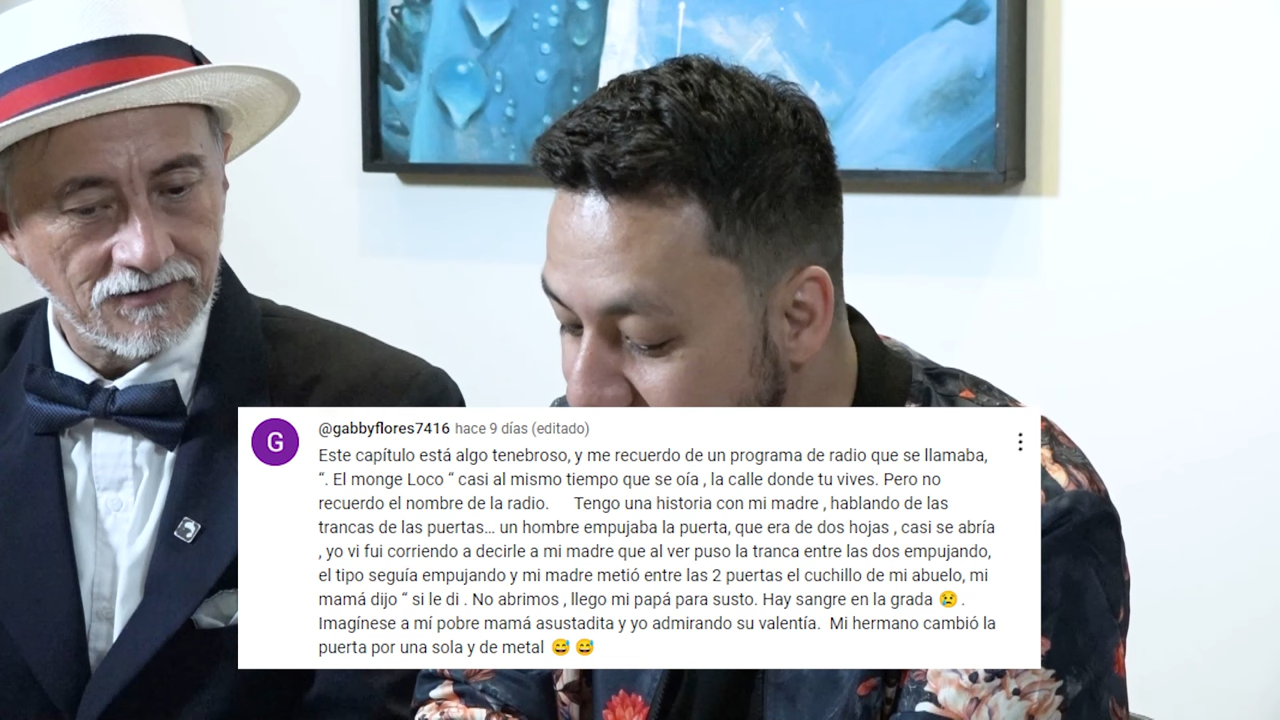 G
@gabbyflores7416 hace 9 días (editado)
Este capítulo está algo tenebroso, y me recuerdo de un programa de radio que se llamaba,
“. El monge Loco “ casi al mismo tiempo que se oía , la calle donde tu vives. Pero no
recuerdo el nombre de la radio. Tengo una historia con mi madre , hablando de las
trancas de las puertas... un hombre empujaba la puerta, que era de dos hojas , casi se abría
, yo vi fui corriendo a decirle a mi madre que al ver puso la tranca entre las dos empujando,
el tipo seguía empujando y mi madre metió entre las 2 puertas el cuchillo de mi abuelo, mi
mamá dijo “ si le di . No abrimos , llego mi papá para susto. Hay sangre en la grada 😢 .
Imagínese a mí pobre mamá asustadita y yo admirando su valentía. Mi hermano cambió la
puerta por una sola y de metal 😅 😅